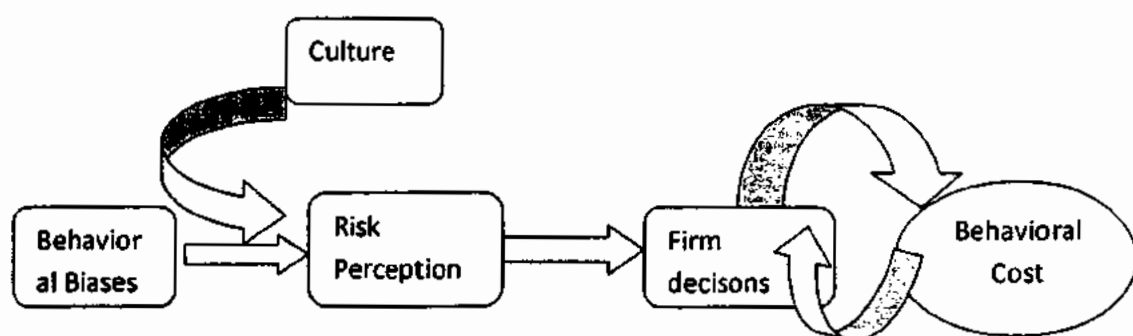 Culture
Behavior
al Biases
Risk
Perception
Firm
decisons
Behavioral
Cost